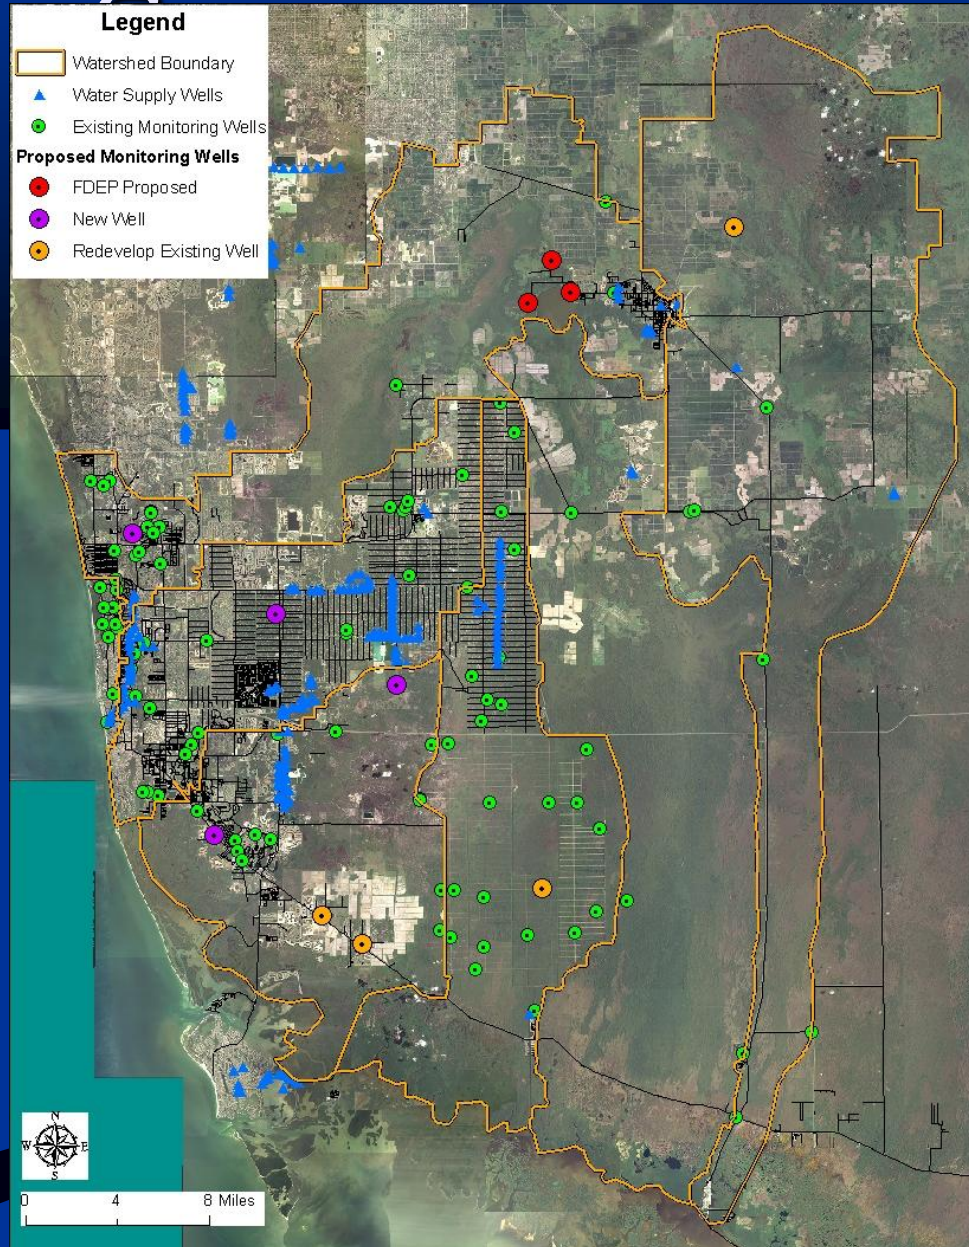 Legend
Watershed Boundary
Water Supply Wells
Existing Monitoring Wells
Proposed Monitoring Wells
FDEP Proposed
New Well
Redevelop Existing Well
N
W E
S
0 4 8 Miles